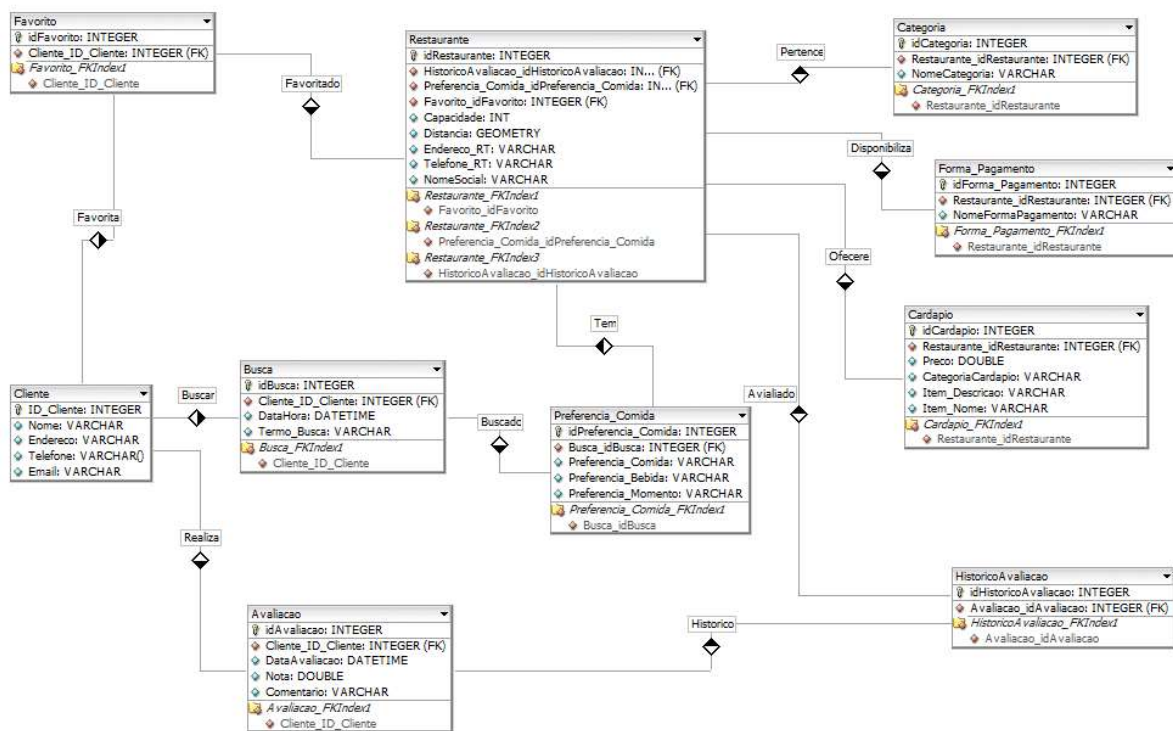 Favorito
idFavorito: INTEGER
Cliente_ID_Cliente: INTEGER (FK)
Favorito_FKIndex1
Cliente_ID_Cliente
Favoritado
Restaurante
idRestaurante: INTEGER
HistoricoAvaliacao_idHistoricoAvaliacao: IN... (FK)
Preferencia_Comida_idPreferencia_Comida: IN... (FK)
Favorito_idFavorito: INTEGER (FK)
Capacidade: INT
Distancia: GEOMETRY
Endereco_RT: VARCHAR
Telefone_RT: VARCHAR
NomeSocial: VARCHAR
Restaurante_FKIndex1
Favorito_idFavorito
Restaurante_FKIndex2
Preferencia_Comida_idPreferencia_Comida
Restaurante_FKIndex3
HistoricoAvaliacao_idHistoricoAvaliacao
Pertence
Categoria
idCategoria: INTEGER
Restaurante_idRestaurante: INTEGER (FK)
NomeCategoria: VARCHAR
Categoria_FKIndex1
Restaurante_idRestaurante
Disponibiliza
Forma_Pagamento
idForma_Pagamento: INTEGER
Restaurante_idRestaurante: INTEGER (FK)
NomeFormaPagamento: VARCHAR
Forma_Pagamento_FKIndex1
Restaurante_idRestaurante
Favorita
Ofecere
Cardapio
idCardapio: INTEGER
Restaurante_idRestaurante: INTEGER (FK)
Preco: DOUBLE
CategoriaCardapio: VARCHAR
Item_Descricao: VARCHAR
Item_Nome: VARCHAR
Cardapio_FKIndex1
Restaurante_idRestaurante
Tem
Cliente
ID_Cliente: INTEGER
Nome: VARCHAR
Endereco: VARCHAR
Telefone: VARCHAR()
Email: VARCHAR
Buscar
Busca
idBusca: INTEGER
Cliente_ID_Cliente: INTEGER (FK)
DataHora: DATETIME
Termo_Busca: VARCHAR
Busca_FKIndex1
Cliente_ID_Cliente
Buscado
Preferencia_Comida
idPreferencia_Comida: INTEGER
Busca_idBusca: INTEGER (FK)
Preferencia_Comida: VARCHAR
Preferencia_Bebida: VARCHAR
Preferencia_Momento: VARCHAR
Preferencia_Comida_FKIndex1
Busca_idBusca
Avialiado
Realiza
Avaliacao
idAvaliacao: INTEGER
Cliente_ID_Cliente: INTEGER (FK)
DataAvaliacao: DATETIME
Nota: DOUBLE
Comentario: VARCHAR
Avaliacao_FKIndex1
Cliente_ID_Cliente
Historico
HistoricoAvaliacao
idHistoricoAvaliacao: INTEGER
Avaliacao_idAvaliacao: INTEGER (FK)
HistoricoAvaliacao_FKIndex1
Avaliacao_idAvaliacao